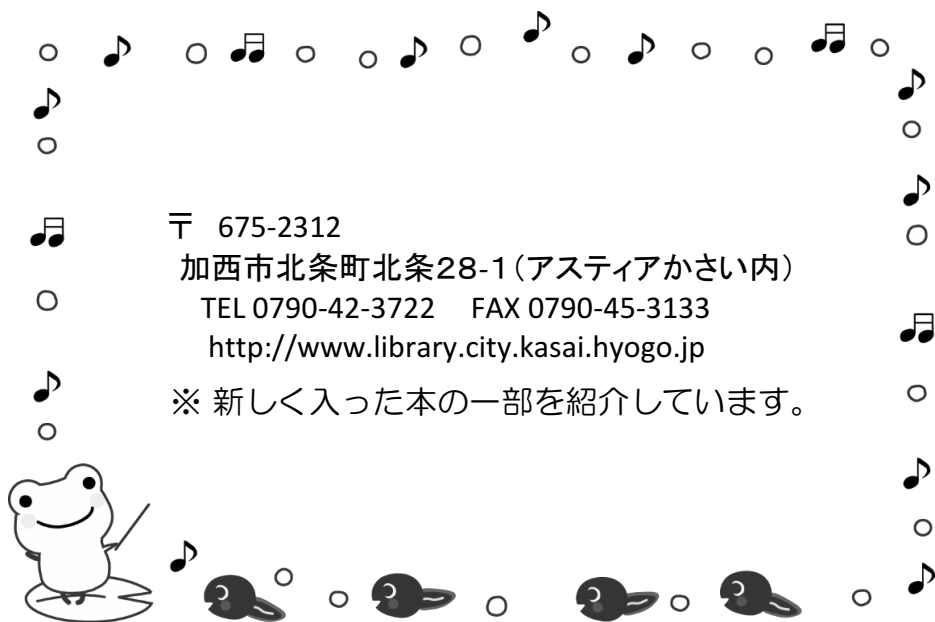 〒 675-2312
加西市北条町北条28-1(アスティアかさい内)
TEL 0790-42-3722 FAX 0790-45-3133
http://www.library.city.kasai.hyogo.jp
※ 新しく入った本の一部を紹介しています。